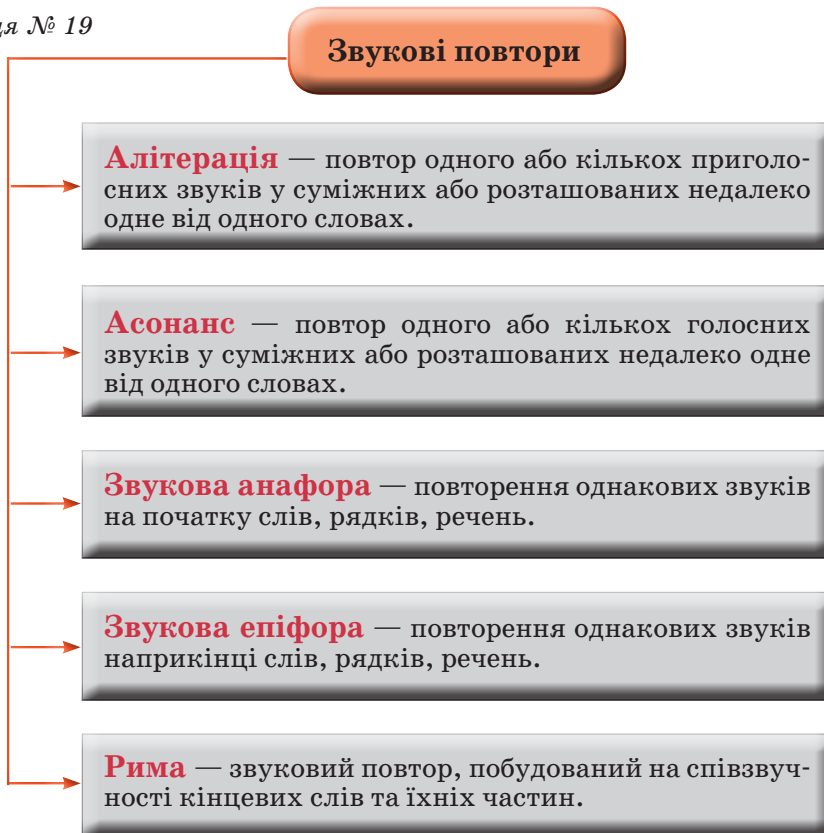 № 19
Звукові повтори
Алітерація — повтор одного або кількох приголо-
сних звуків у суміжних або розташованих недалеко
одне від одного словах.
Асонанс — повтор одного або кількох голосних
звуків у суміжних або розташованих недалеко одне
від одного словах.
Звукова анафора — повторення однакових звуків
на початку слів, рядків, речень.
Звукова епіфора — повторення однакових звуків
наприкінці слів, рядків, речень.
Рима — звуковий повтор, побудований на співзвуч-
ності кінцевих слів та їхніх частин.